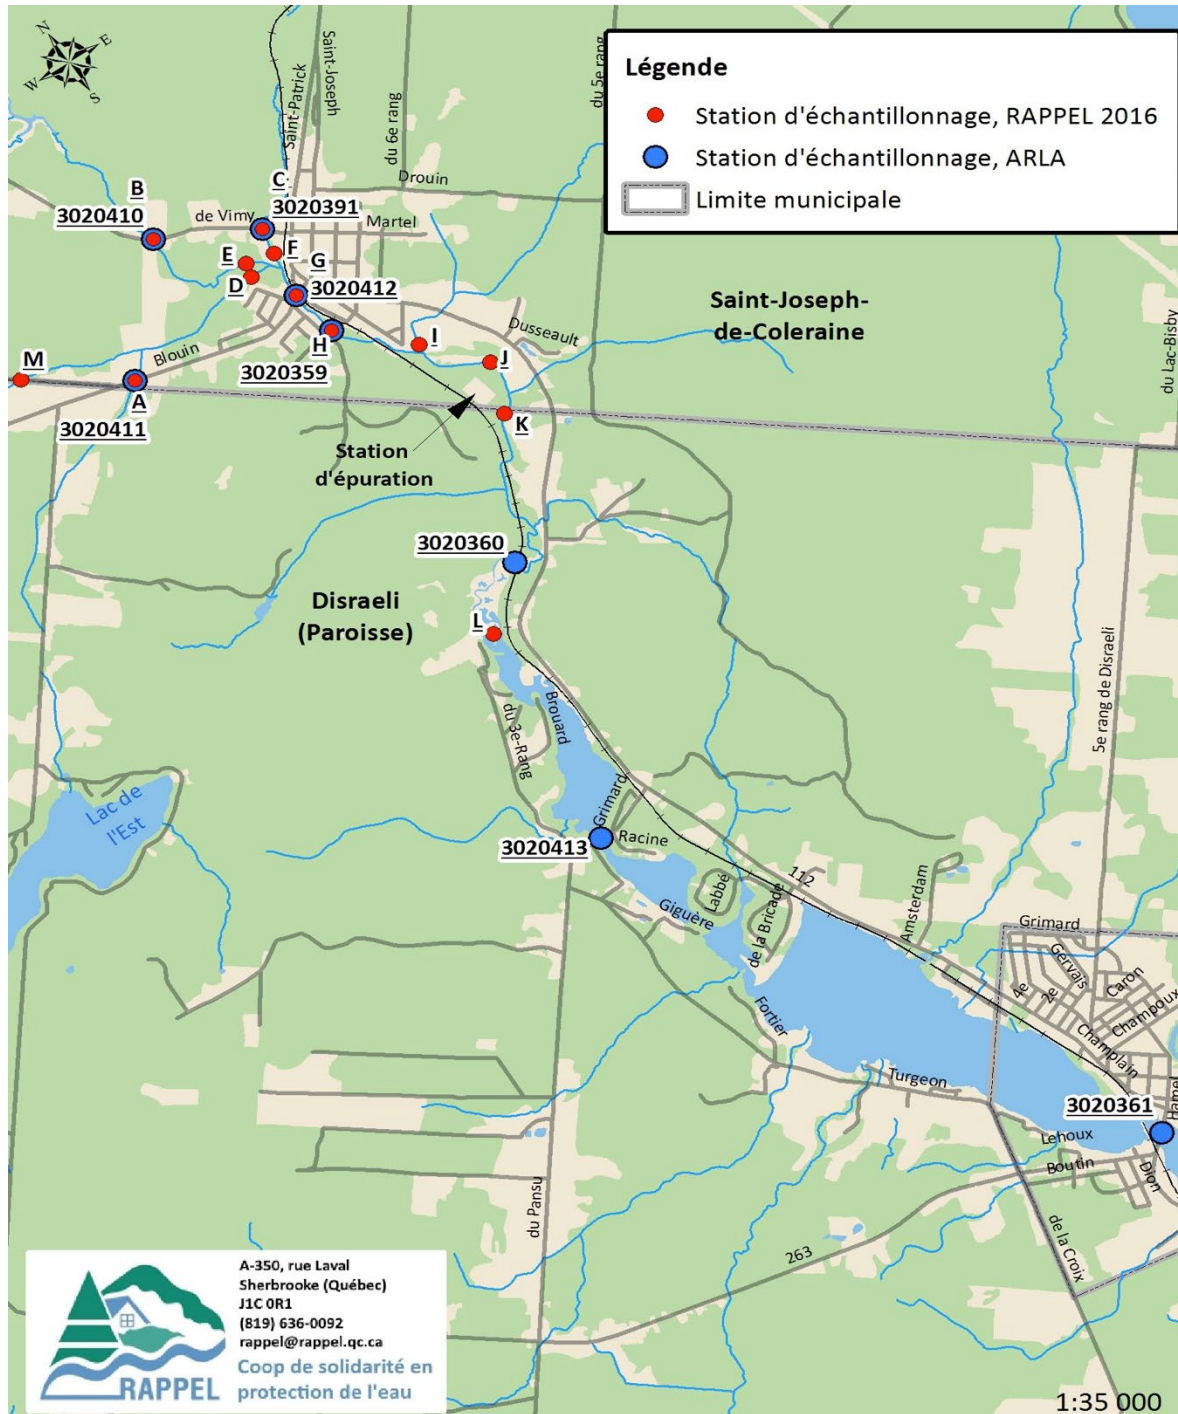 N
E
W
S
Légende
Station d'échantillonnage, RAPPEL 2016
Station d'échantillonnage, ARLA
Limite municipale
Saint-Patrick
Saint-Joseph
du 6e rang
du 5e rang
Drouin
B
3020410
C
3020391
de Vimy
Martel
E
F
D
G
3020412
Saint-Joseph-
de-Coleraine
Dusseault
du Lac-Bisby
M
Blouin
H
3020359
I
J
A
3020411
K
Station
d'épuration
3020360
Disraeli
(Paroisse)
L
5e rang de Disraeli
Brouard
du 3e-Rang
Lac de
l'Est
Grimard
Racine
3020413
Labbé
112
Giguère
de la Bricade
Amsterdam
Grimard
Gervais
Caron
4e
2e
Champoux
Champlain
Fortier
Turgeon
Hamel
3020361
Lehoux
Boutin
Dion
du Pansu
de la Croix
263
A-350, rue Laval
Sherbrooke (Québec)
J1C 0R1
(819) 636-0092
rappel@rappel.qc.ca
Coop de solidarité en
protection de l'eau
RAPPEL
1:35 000